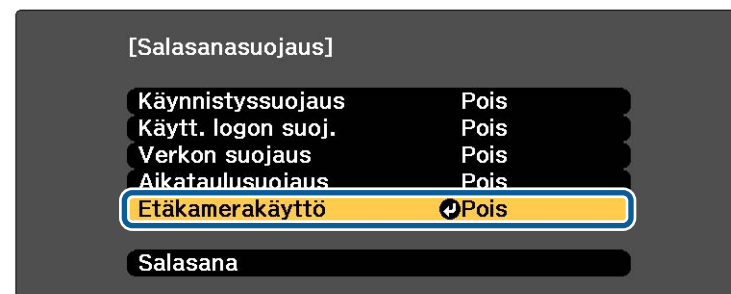 [Salasanasuojaus]
Käynnistyssuojaus Pois
Käytt. logon suoj. Pois
Verkon suojaus Pois
Aikataulusuojaus Pois
Etäkamerakäyttö Pois
Salasana